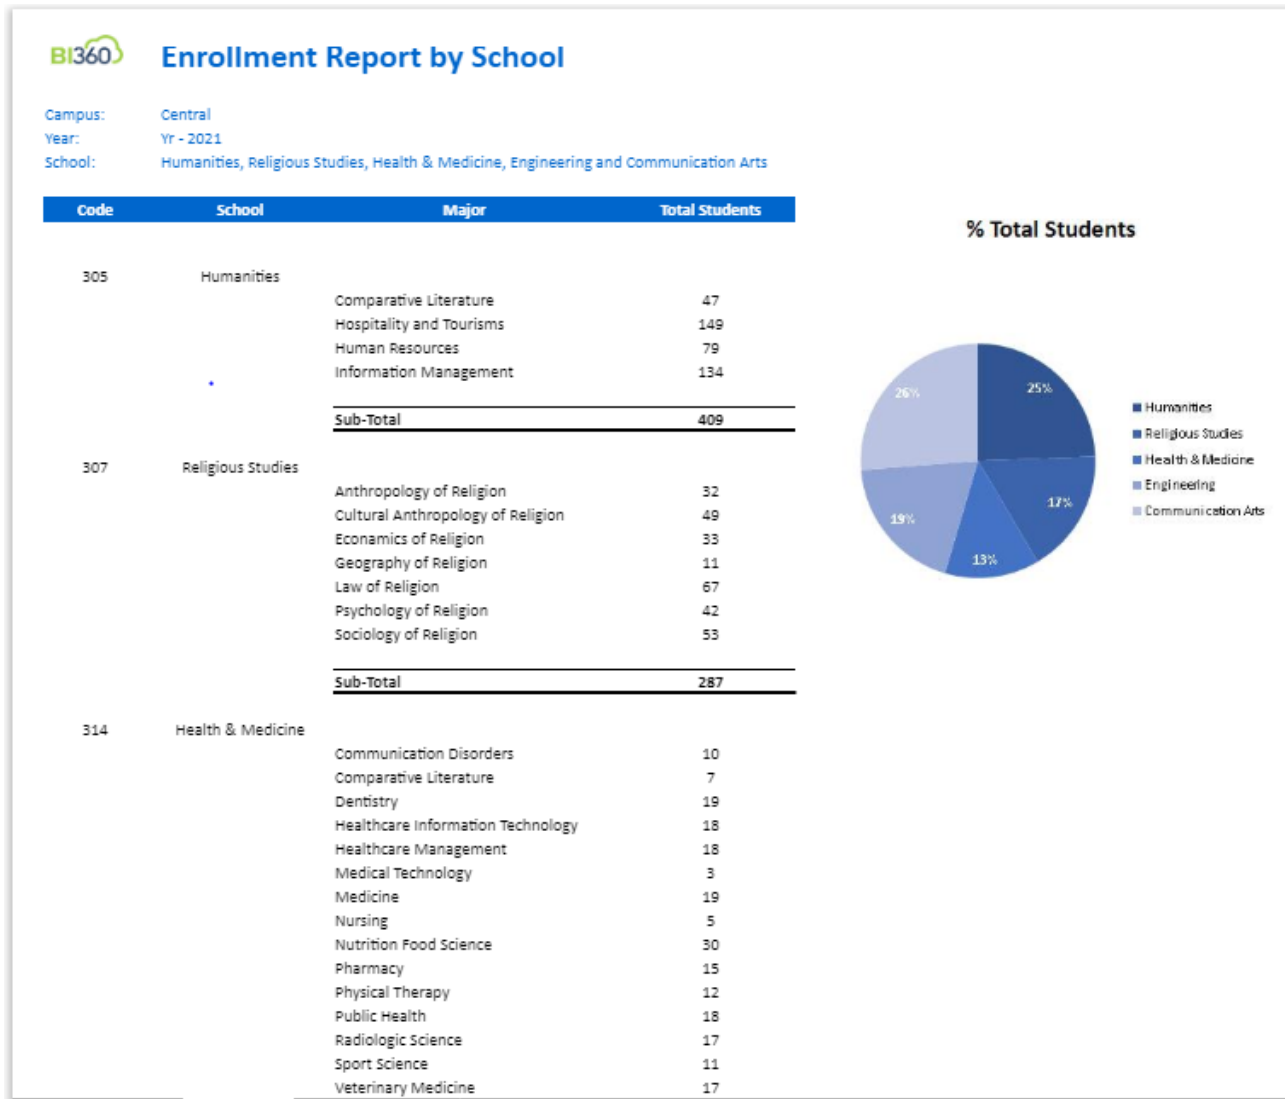 BI360
Enrollment Report by School
Campus: Central
Year: Yr - 2021
School: Humanities, Religious Studies, Health & Medicine, Engineering and Communication Arts
Code School Major Total Students
305 Humanities
Comparative Literature 47
Hospitality and Tourisms 149
Human Resources 79
Information Management 134
Sub-Total 409
307 Religious Studies
Anthropology of Religion 32
Cultural Anthropology of Religion 49
Econamics of Religion 33
Geography of Religion 11
Law of Religion 67
Psychology of Religion 42
Sociology of Religion 53
Sub-Total 287
314 Health & Medicine
Communication Disorders 10
Comparative Literature 7
Dentistry 19
Healthcare Information Technology 18
Healthcare Management 18
Medical Technology 3
Medicine 19
Nursing 5
Nutrition Food Science 30
Pharmacy 15
Physical Therapy 12
Public Health 18
Radiologic Science 17
Sport Science 11
Veterinary Medicine 17
% Total Students
26%
25%
17%
19%
13%
Humanities
Religious Studies
Health & Medicine
Engineering
Communication Arts